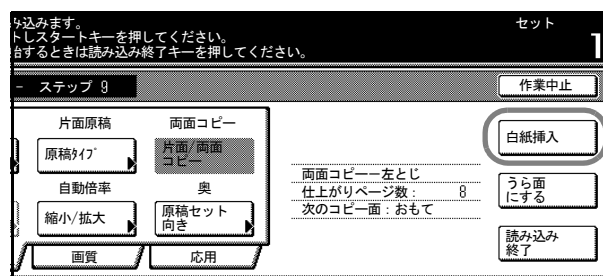 み込みます。
トしスタートキーを押してください。
始するときは読み込み終了キーを押してください。
セット
1
- ステップ 9
作業中止
片面原稿
両面コピー
原稿タイプ
片面/両面
コピー
自動倍率
奥
縮小/拡大
原稿セット
向き
画質
応用
両面コピー-左とじ
仕上がりページ数: 8
次のコピー面:おもて
白紙挿入
うら面
にする
読み込み
終了